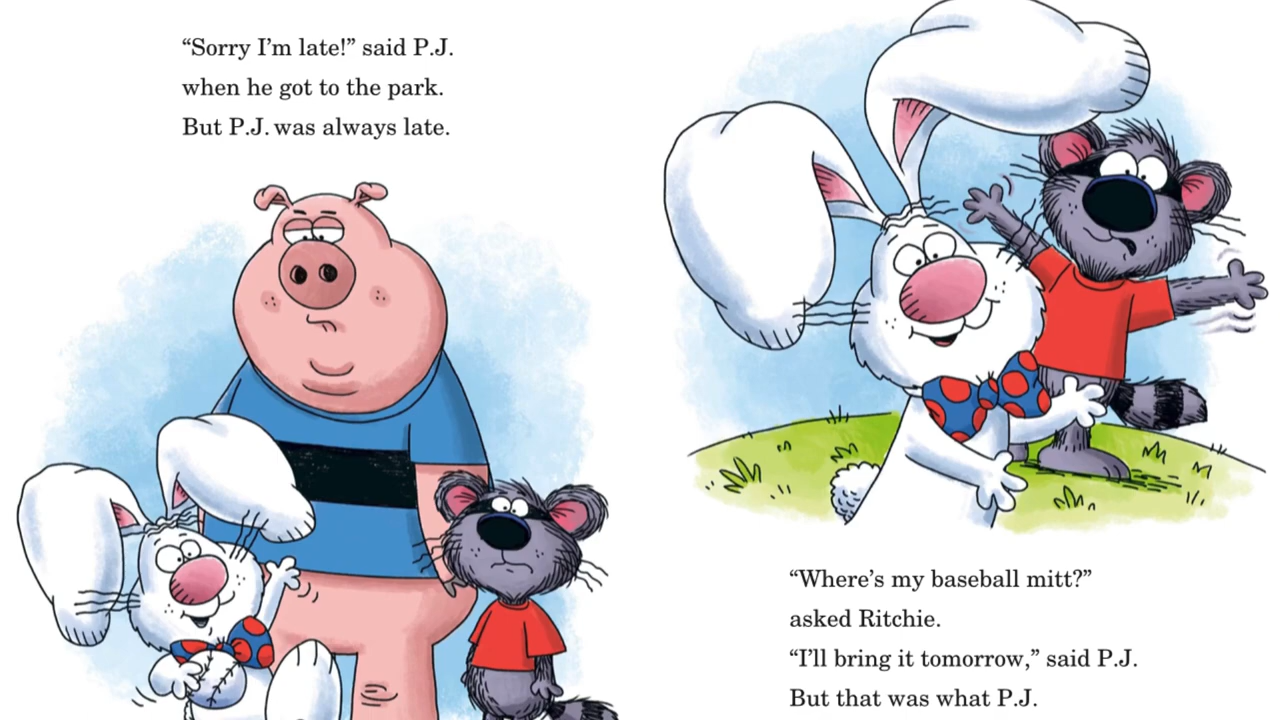 “Sorry I’m late!” said P.J.
when he got to the park.
But P.J. was always late.
“Where’s my baseball mitt?”
asked Ritchie.
“I’ll bring it tomorrow,” said P.J.
But that was what P.J.